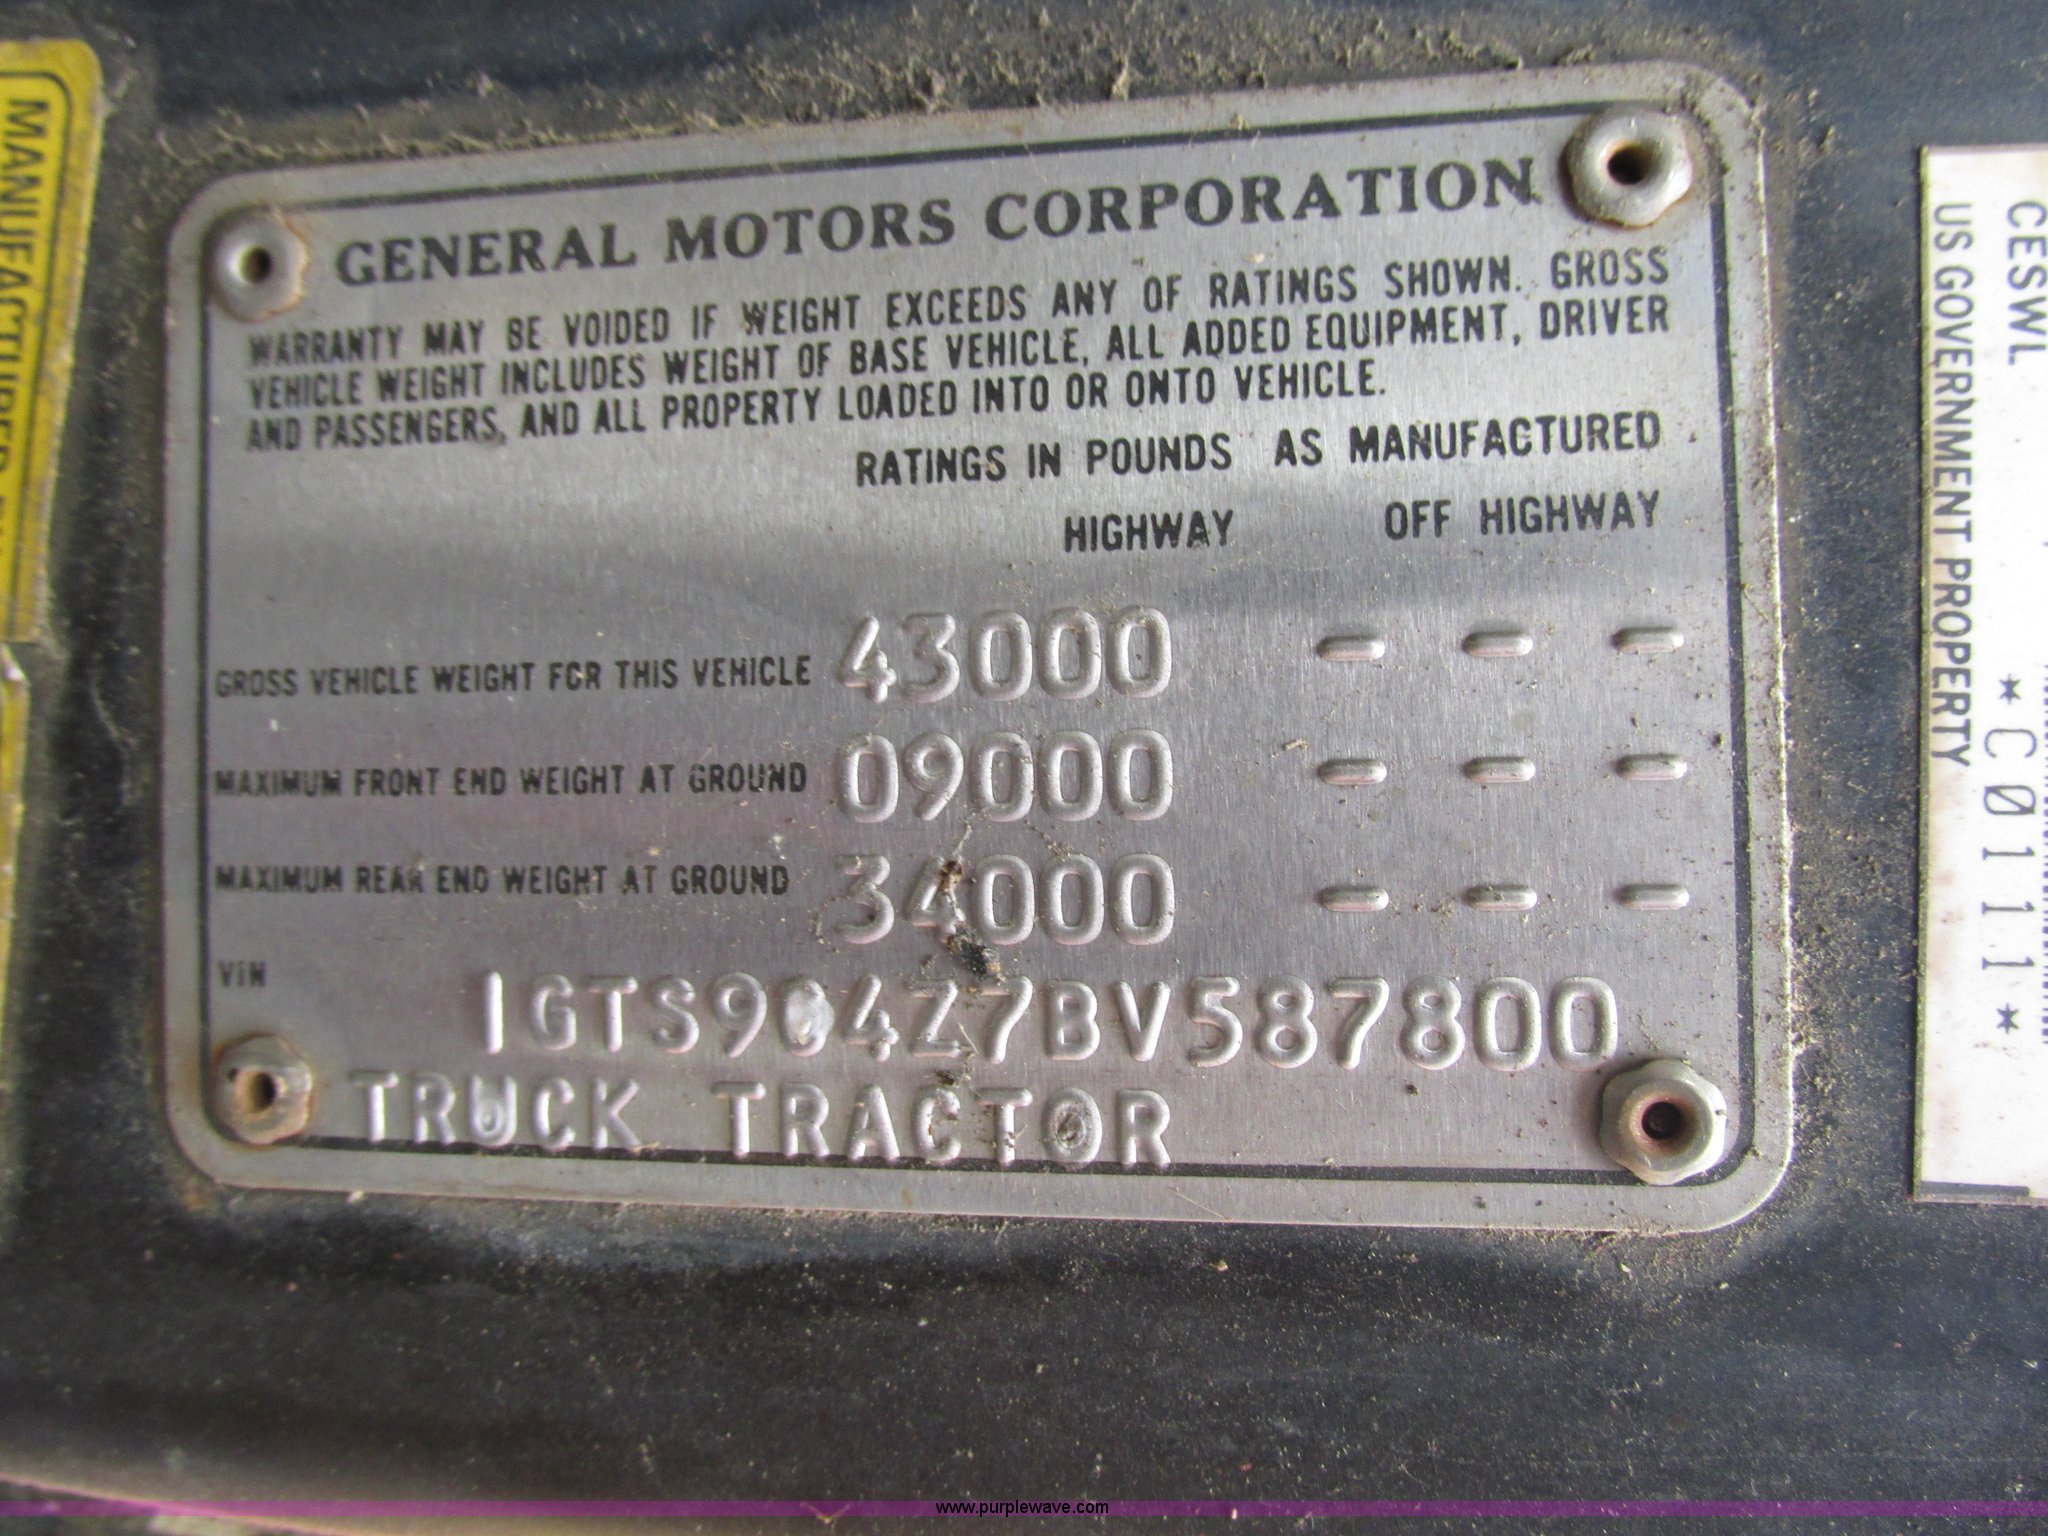 MANUFACTURED
GENERAL MOTORS CORPORATION
WARRANTY MAY BE VOIDED IF WEIGHT EXCEEDS ANY OF RATINGS SHOWN. GROSS
VEHICLE WEIGHT INCLUDES WEIGHT OF BASE VEHICLE, ALL ADDED EQUIPMENT, DRIVER
AND PASSENGERS, AND ALL PROPERTY LOADED INTO OR ONTO VEHICLE.
RATINGS IN POUNDS AS MANUFACTURED
HIGHWAY OFF HIGHWAY
GROSS VEHICLE WEIGHT FOR THIS VEHICLE 43000 - - -
MAXIMUM FRONT END WEIGHT AT GROUND 09000 - - -
MAXIMUM REAR END WEIGHT AT GROUND 34000 - - -
VIN 1GTS9C4Z7BV587800
TRUCK TRACTOR
CESWL
US GOVERNMENT PROPERTY
*C0111*
www.purplewave.com